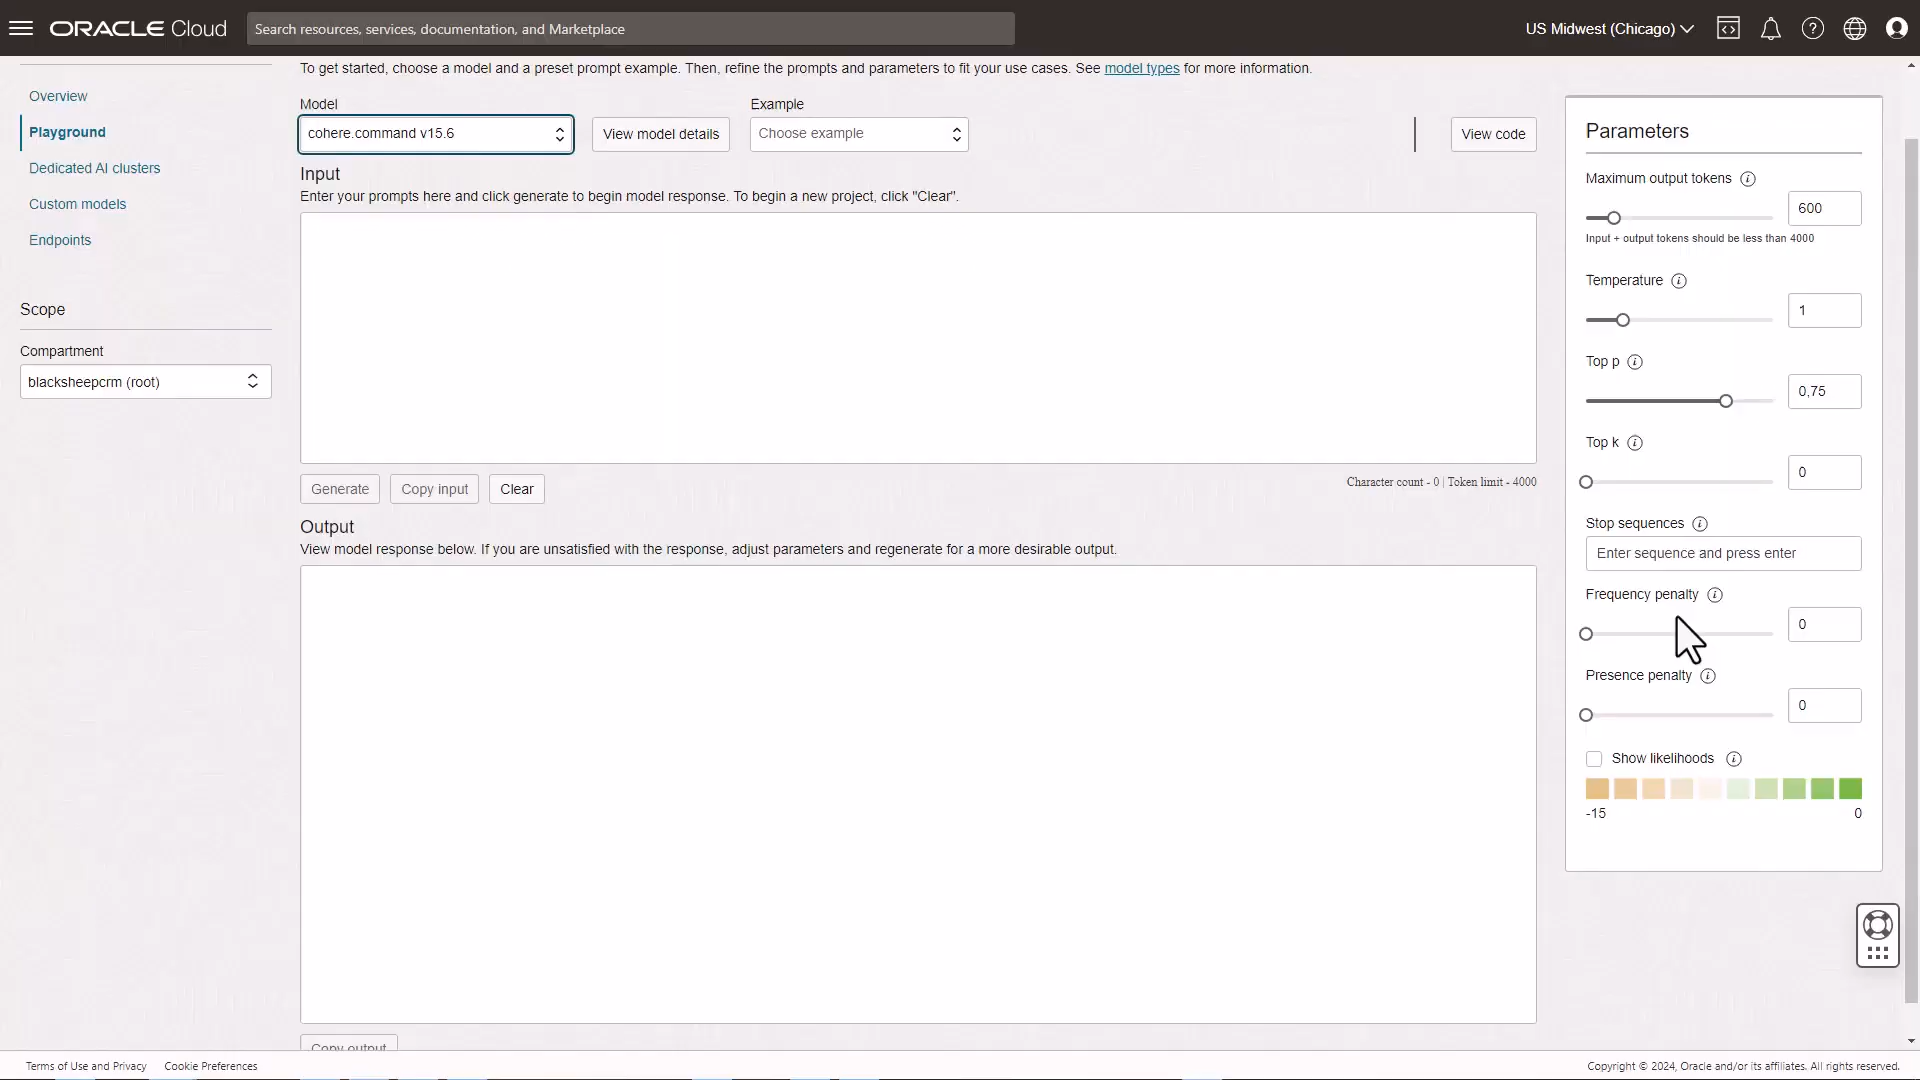 ORACLE Cloud
Search resources, services, documentation, and Marketplace
US Midwest (Chicago)
To get started, choose a model and a preset prompt example. Then, refine the prompts and parameters to fit your use cases. See model types for more information.
Overview
Playground
Dedicated AI clusters
Custom models
Endpoints
Scope
Compartment
blacksheepcrm (root)
Model
Example
cohere.command v15.6
View model details
Choose example
View code
Input
Enter your prompts here and click generate to begin model response. To begin a new project, click "Clear".
Generate
Copy input
Clear
Character count - 0 | Token limit - 4000
Output
View model response below. If you are unsatisfied with the response, adjust parameters and regenerate for a more desirable output.
Copy output
Parameters
Maximum output tokens
600
Input + output tokens should be less than 4000
Temperature
1
Top p
0,75
Top k
0
Stop sequences
Enter sequence and press enter
Frequency penalty
0
Presence penalty
0
Show likelihoods
-15
0
Terms of Use and Privacy
Cookie Preferences
Copyright © 2024, Oracle and/or its affiliates. All rights reserved.